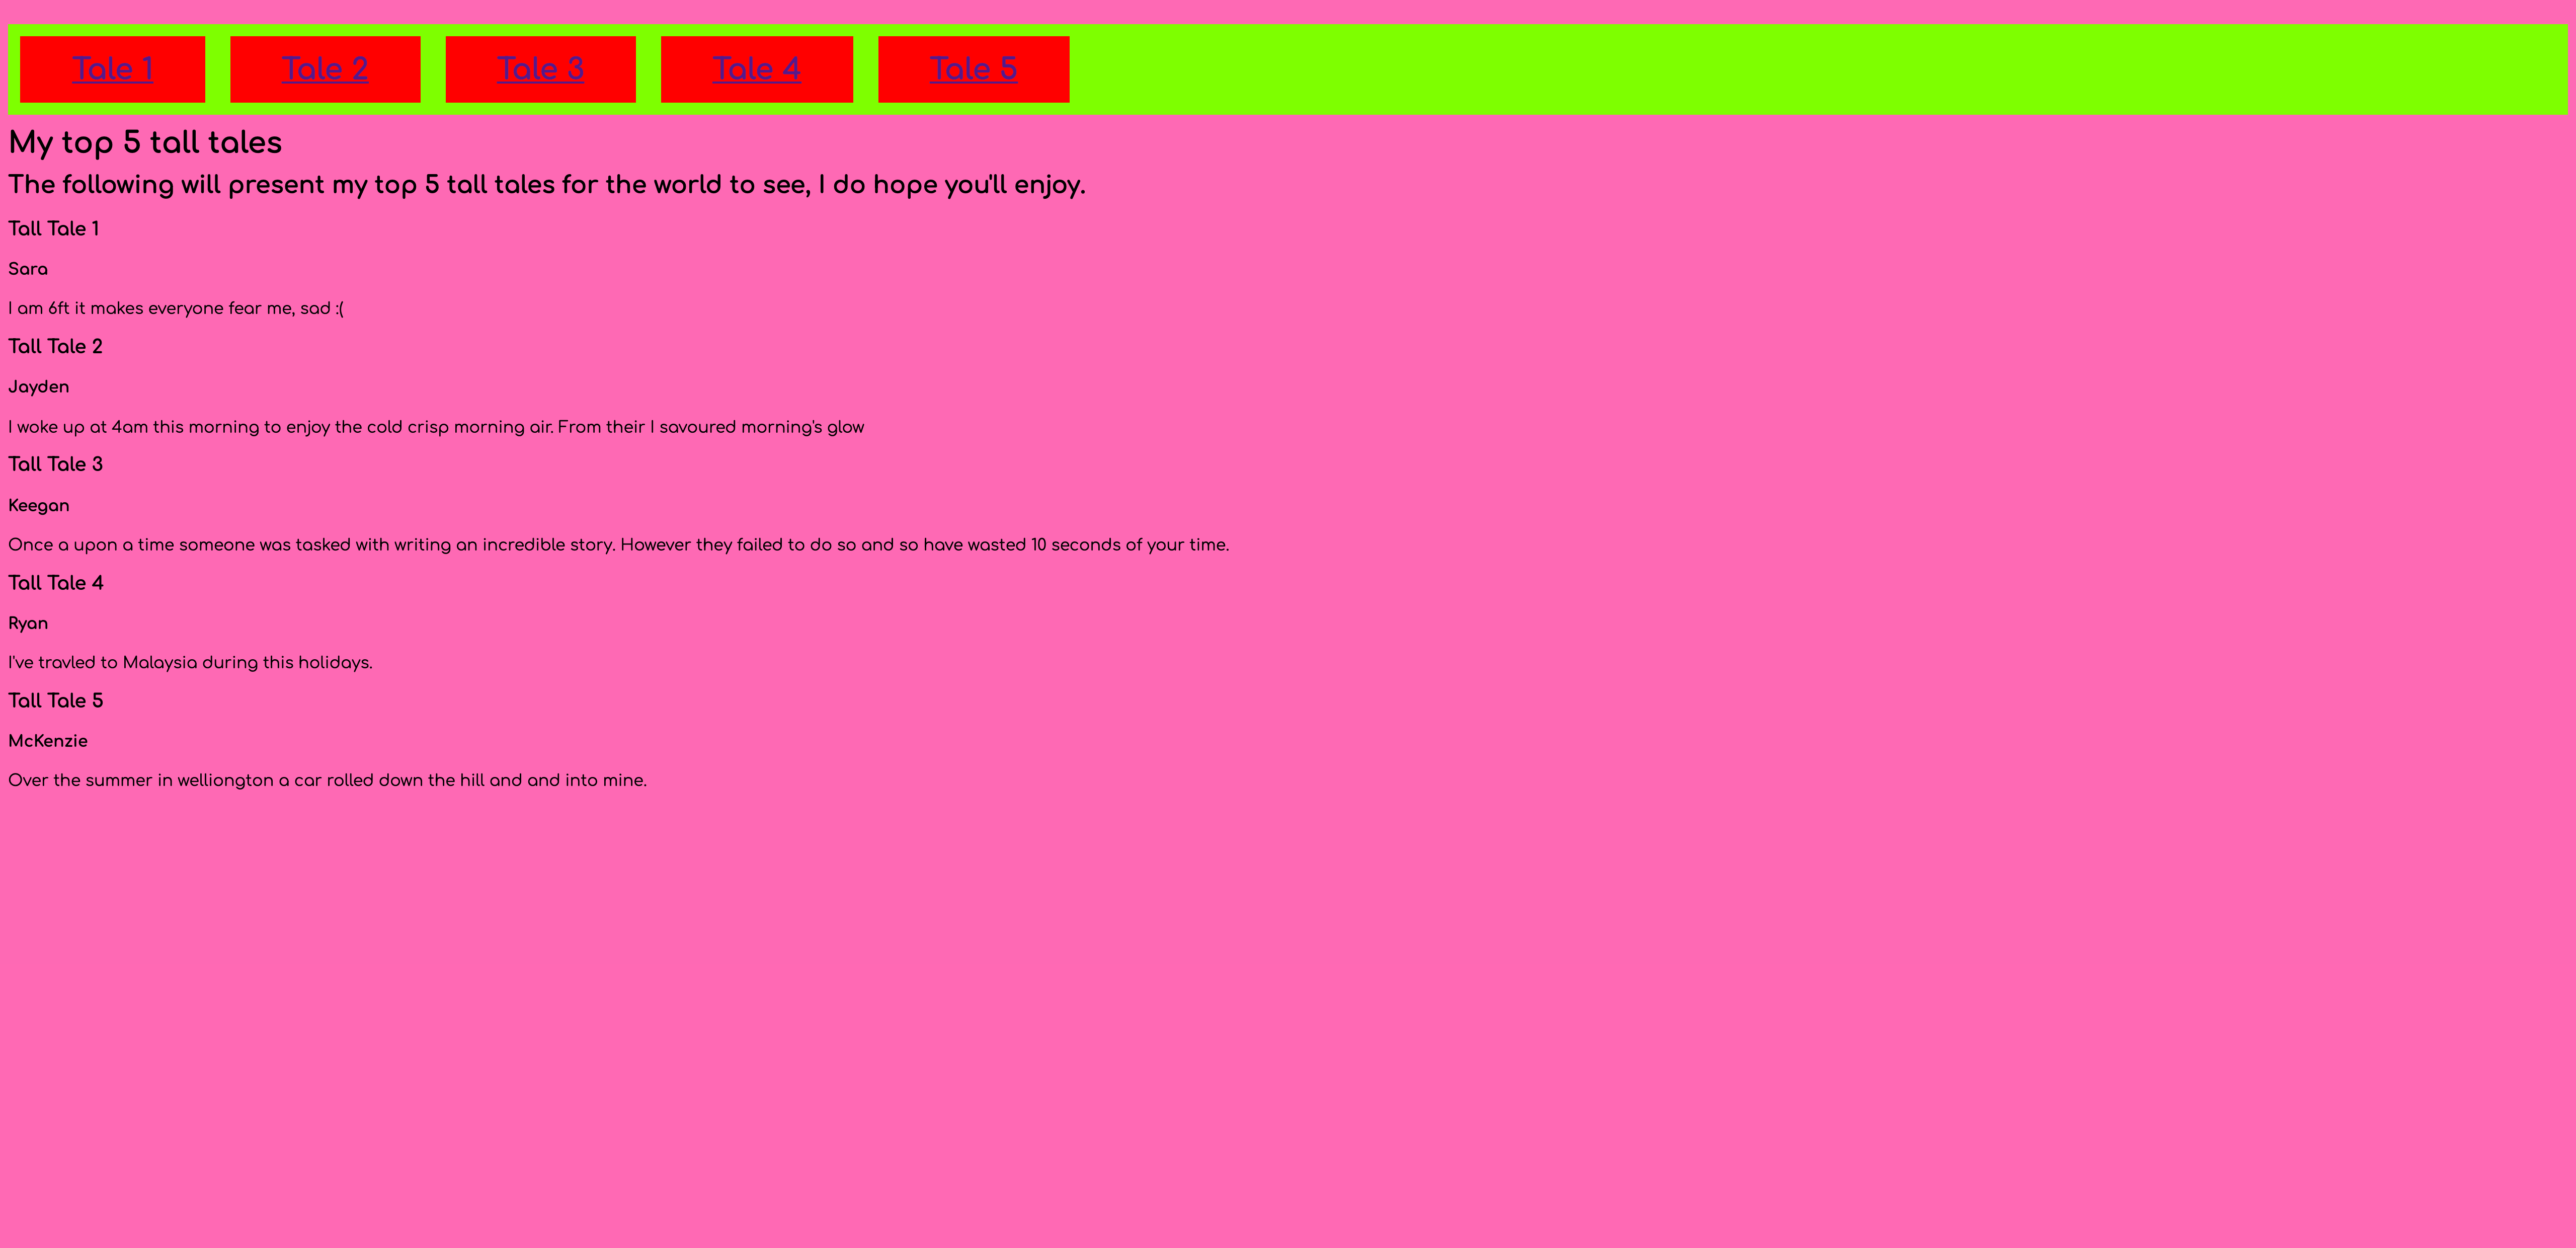 Tale 1 Tale 2 Tale 3 Tale 4 Tale 5
My top 5 tall tales
The following will present my top 5 tall tales for the world to see, I do hope you'll enjoy.
Tall Tale 1
Sara
I am 6ft it makes everyone fear me, sad :(
Tall Tale 2
Jayden
I woke up at 4am this morning to enjoy the cold crisp morning air. From their I savoured morning's glow
Tall Tale 3
Keegan
Once a upon a time someone was tasked with writing an incredible story. However they failed to do so and so have wasted 10 seconds of your time.
Tall Tale 4
Ryan
I've travled to Malaysia during this holidays.
Tall Tale 5
McKenzie
Over the summer in welliongton a car rolled down the hill and and into mine.